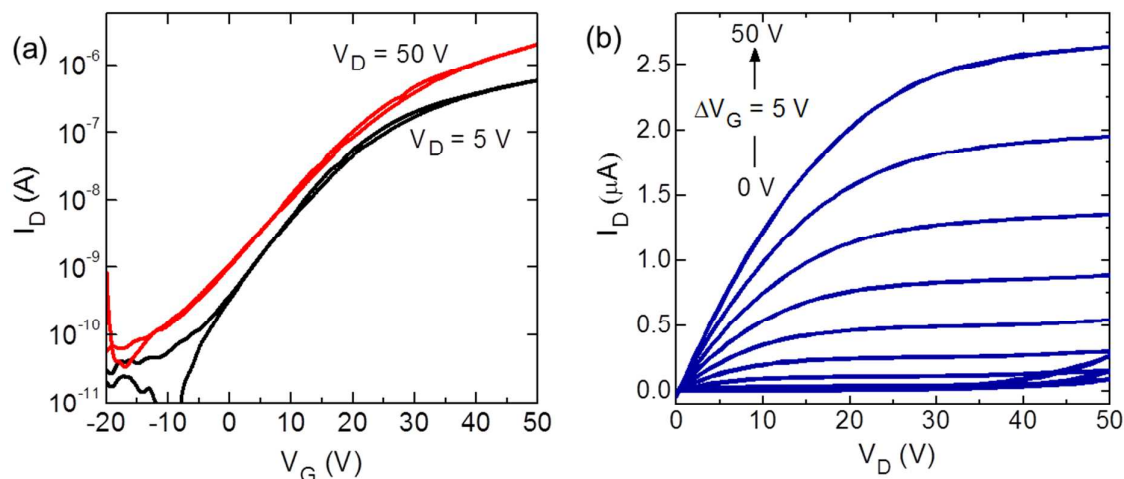 (a)
V_D = 50 V
V_D = 5 V
I_D (A)
10^-6
10^-7
10^-8
10^-9
10^-10
10^-11
-20 -10 0 10 20 30 40 50
V_G (V)
(b)
50 V
ΔV_G = 5 V
0 V
I_D (μA)
2.5
2.0
1.5
1.0
0.5
0.0
0 10 20 30 40 50
V_D (V)